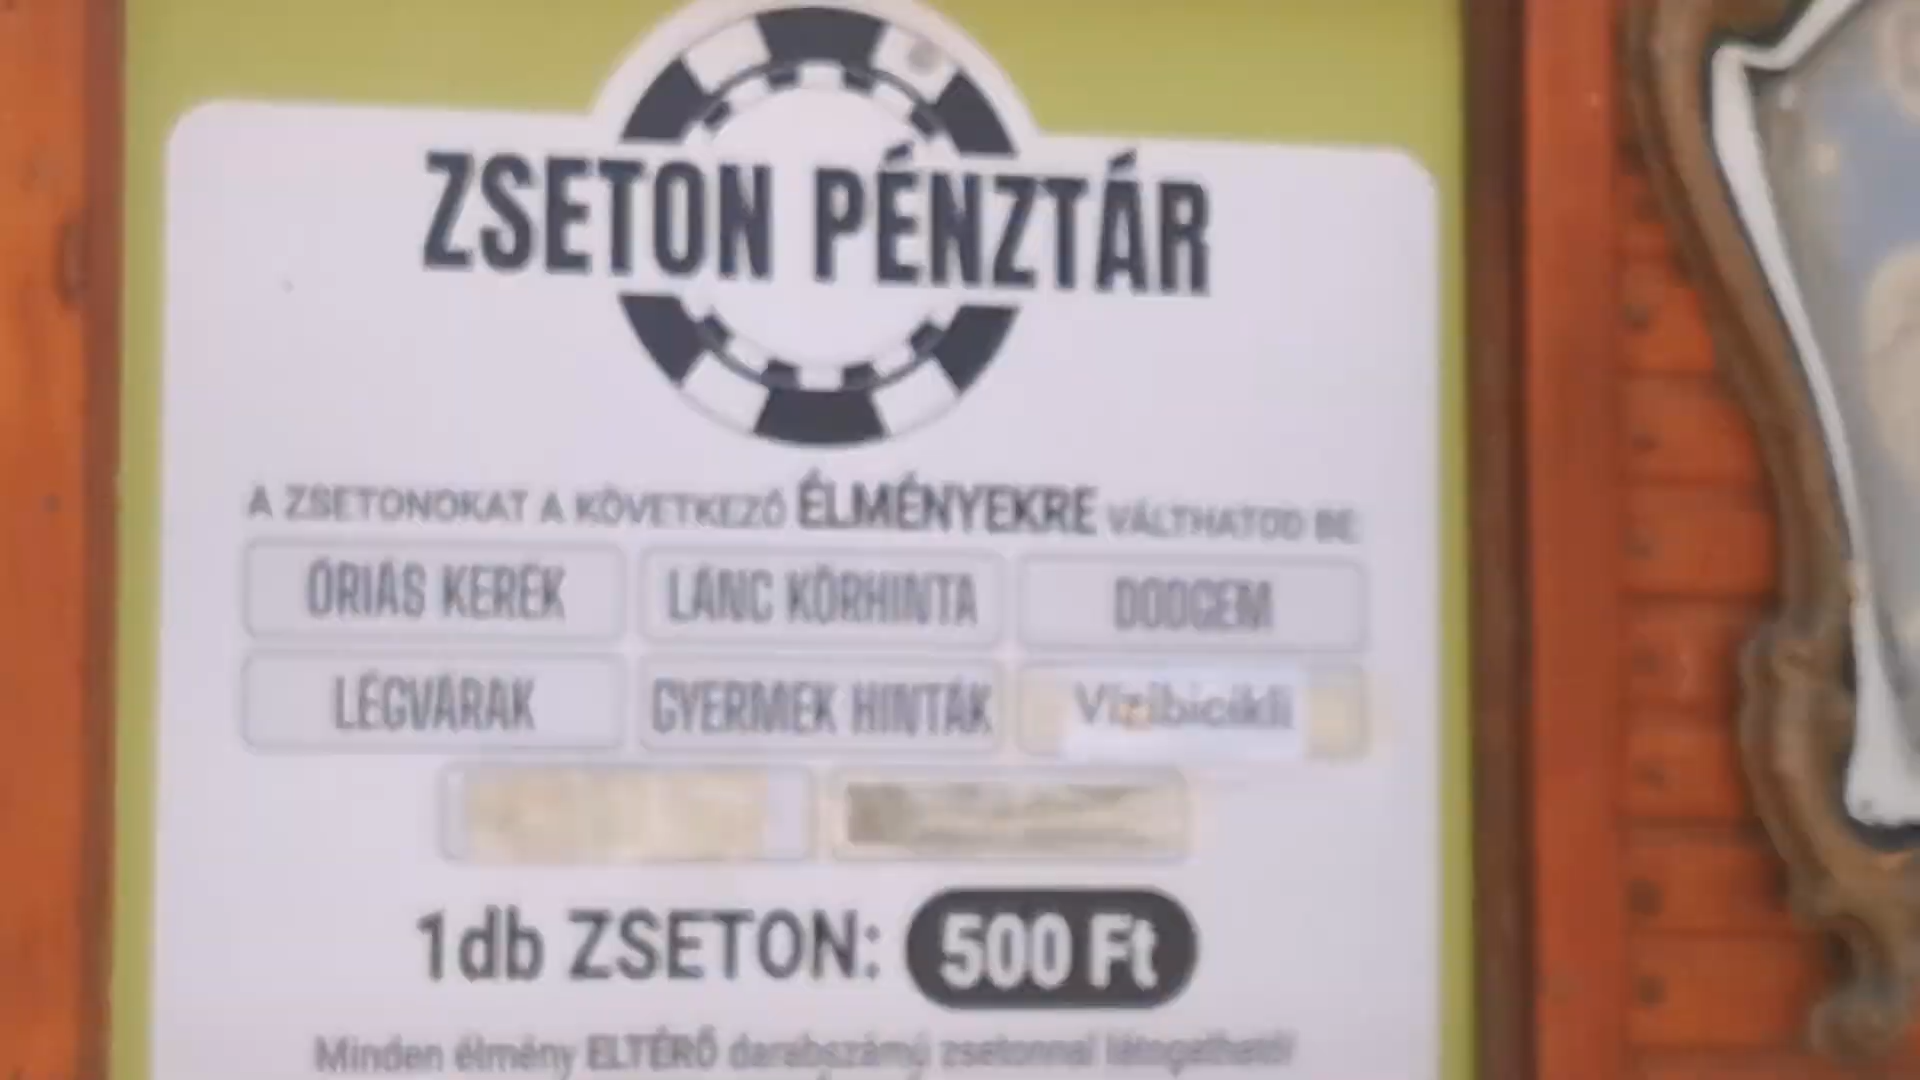 ZSETON PÉNZTÁR
A ZSETONOKAT A KÖVETKEZŐ ÉLMÉNYEKRE VÁLTHATOD BE
ÓRIÁS KERÉK LÁNC KÖRHINTA DODGEM
LÉGVÁRAK GYERMEK HINTÁK Vízibicikli
1db ZSETON: 500 Ft
Minden élmény ELTÉRŐ darabszámú zsetonnal látogatható!